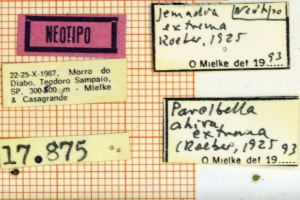 NEOTIPO
22-25-X-1987, Morro do
Diabo, Teodoro Sampaio,
SP, 300 m - Mielke
& Casagrande
17.875
Jemadia Neótipo
extrema
Roeber, 1925
O Mielke det 19..... 93
Parelbella
ahira
extrema
(Roeber, 1925
O Mielke det 19..... 93